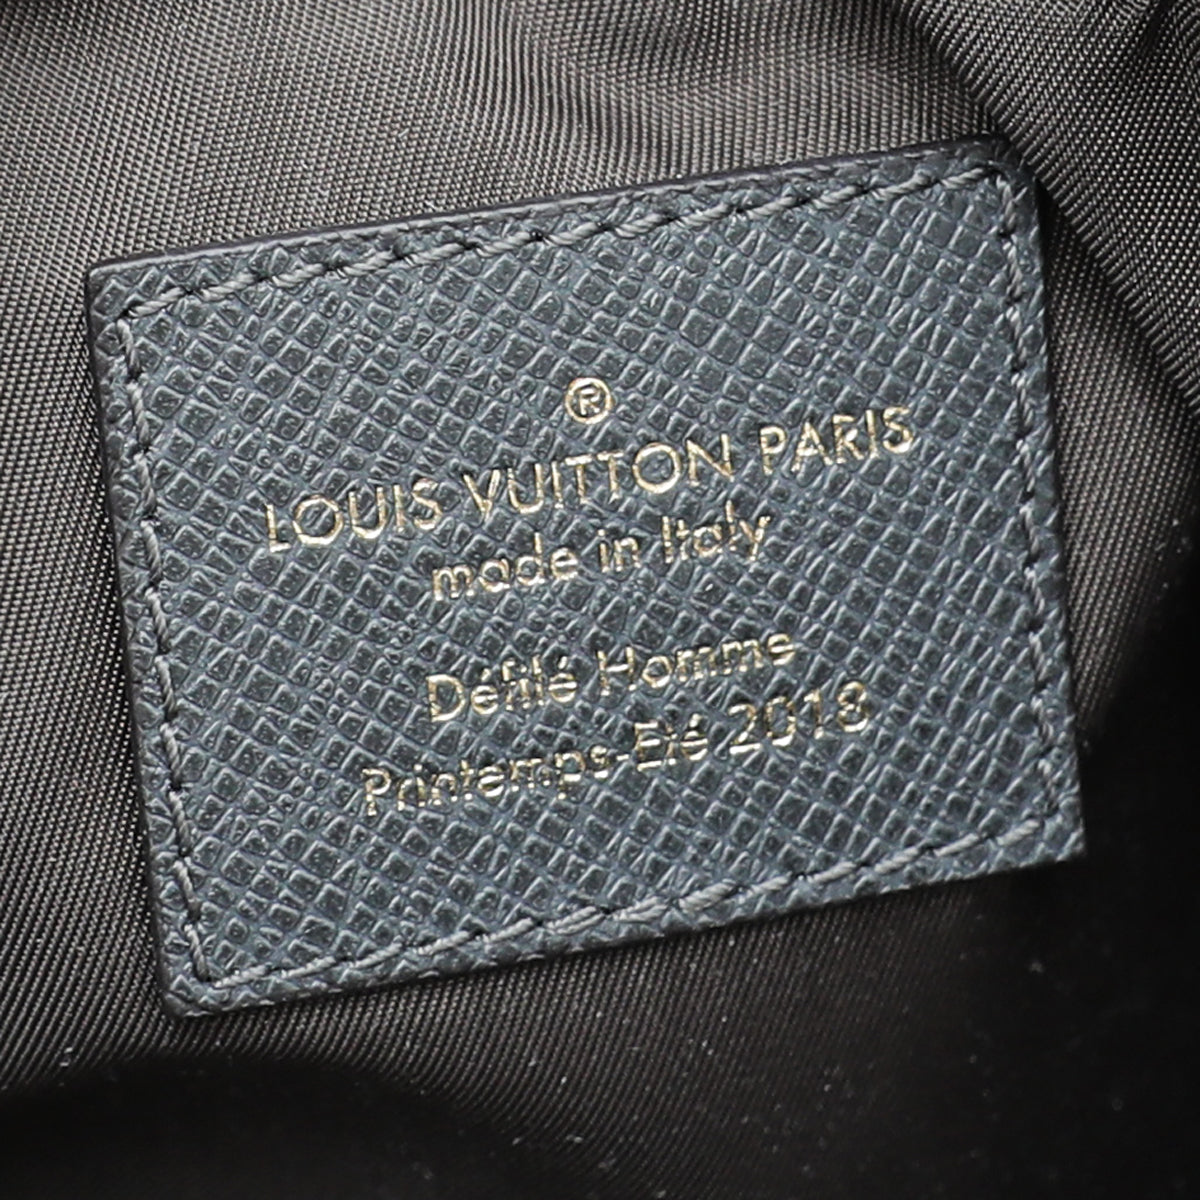 ®
LOUIS VUITTON PARIS
made in Italy
Défilé Homme
Printemps-Eté 2018